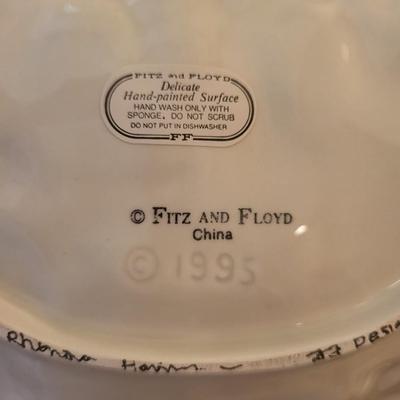 FITZ and FLOYD
Delicate
Hand-painted Surface
HAND WASH ONLY WITH
SPONGE, DO NOT SCRUB
DO NOT PUT IN DISHWASHER
FF
© FITZ AND FLOYD
China
© 1995